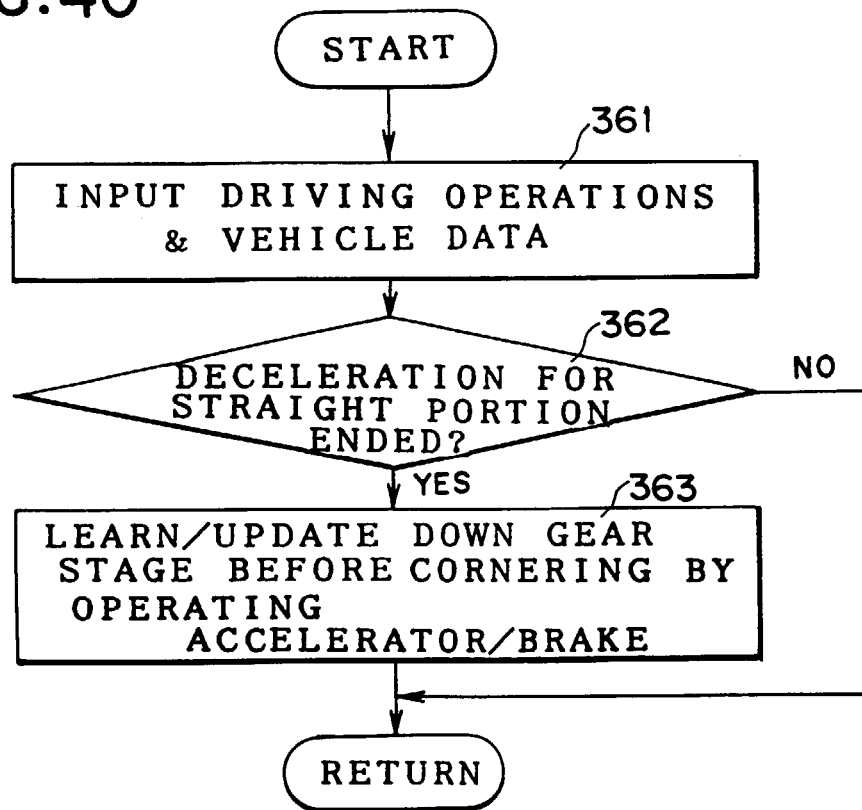 START
361
INPUT DRIVING OPERATIONS
& VEHICLE DATA
362
DECELERATION FOR
STRAIGHT PORTION
ENDED?
NO
YES
363
LEARN/UPDATE DOWN GEAR
STAGE BEFORE CORNERING BY
OPERATING
ACCELERATOR/BRAKE
RETURN